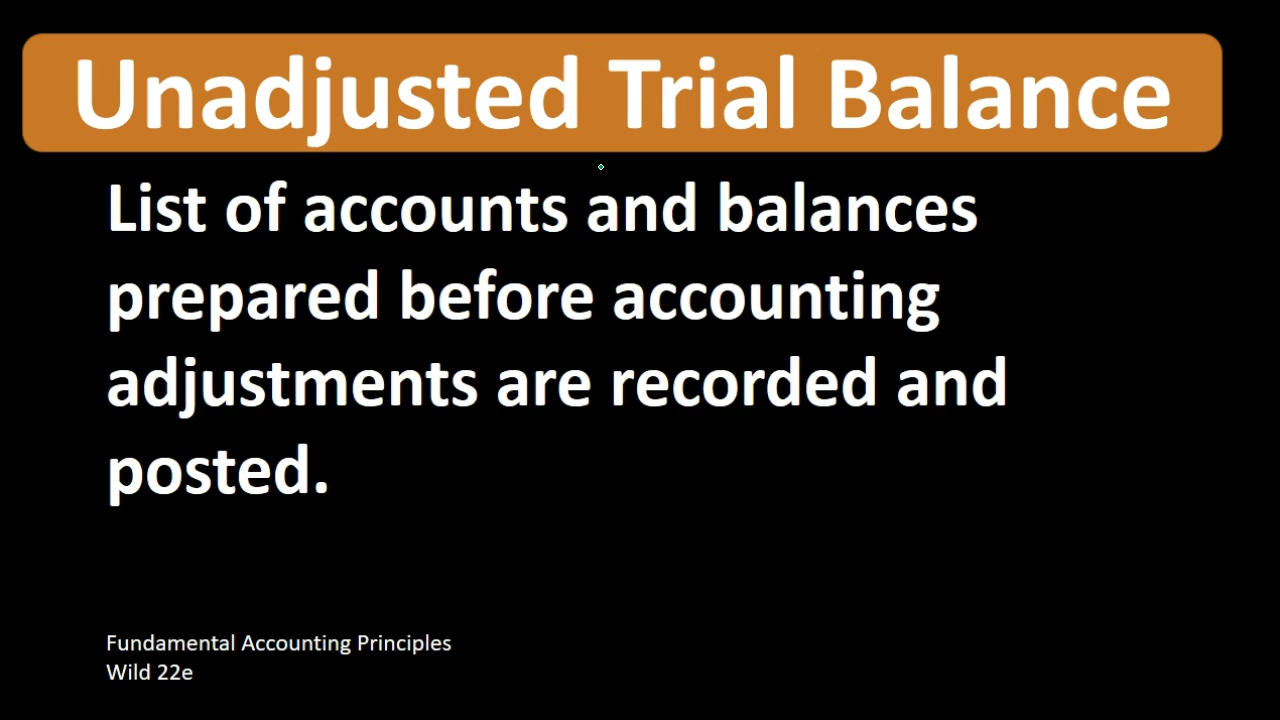 Unadjusted Trial Balance
List of accounts and balances
prepared before accounting
adjustments are recorded and
posted.
Fundamental Accounting Principles
Wild 22e